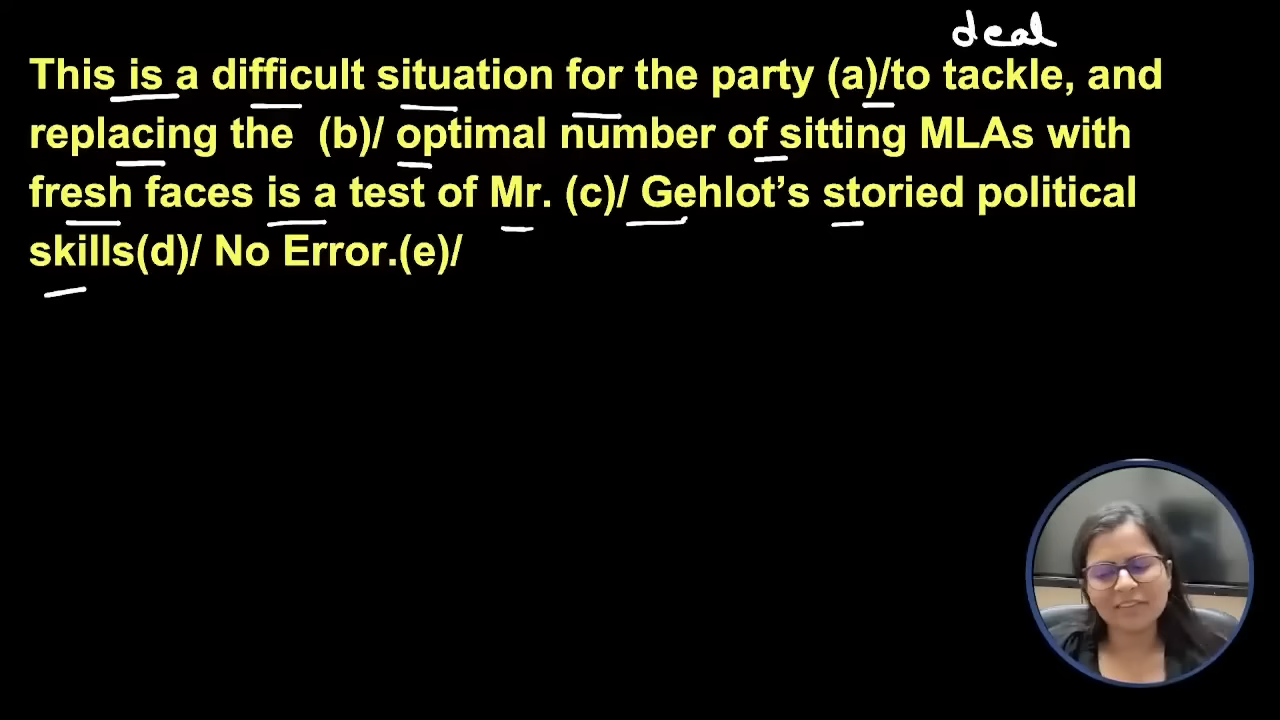 deal
This is a difficult situation for the party (a)/to tackle, and
replacing the (b)/ optimal number of sitting MLAs with
fresh faces is a test of Mr. (c)/ Gehlot’s storied political
skills(d)/ No Error.(e)/